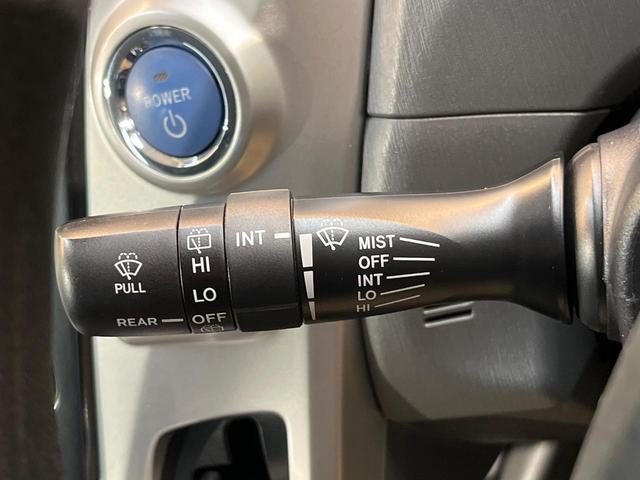 POWER
PULL
REAR
HI
LO
OFF
INT
MIST
OFF
INT
LO
HI